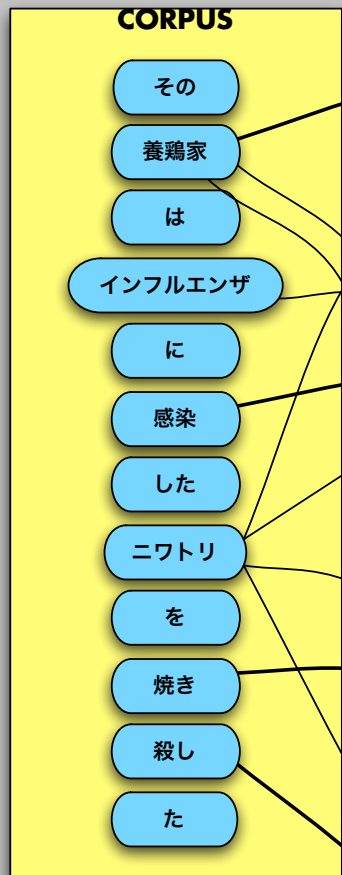 CORPUS
その
養鶏家
は
インフルエンザ
に
感染
した
ニワトリ
を
焼き
殺し
た